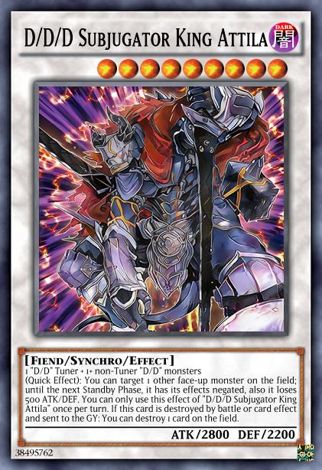 D/D/D Subjugator King Attila
DARK
闇
[Fiend/Synchro/Effect]
1 "D/D" Tuner + 1+ non-Tuner "D/D" monsters
(Quick Effect): You can target 1 other face-up monster on the field;
until the next Standby Phase, it has its effects negated, also it loses
500 ATK/DEF. You can only use this effect of "D/D/D Subjugator King
Attila" once per turn. If this card is destroyed by battle or card effect
and sent to the GY: You can destroy 1 card on the field.
ATK/2800 DEF/2200
38495762